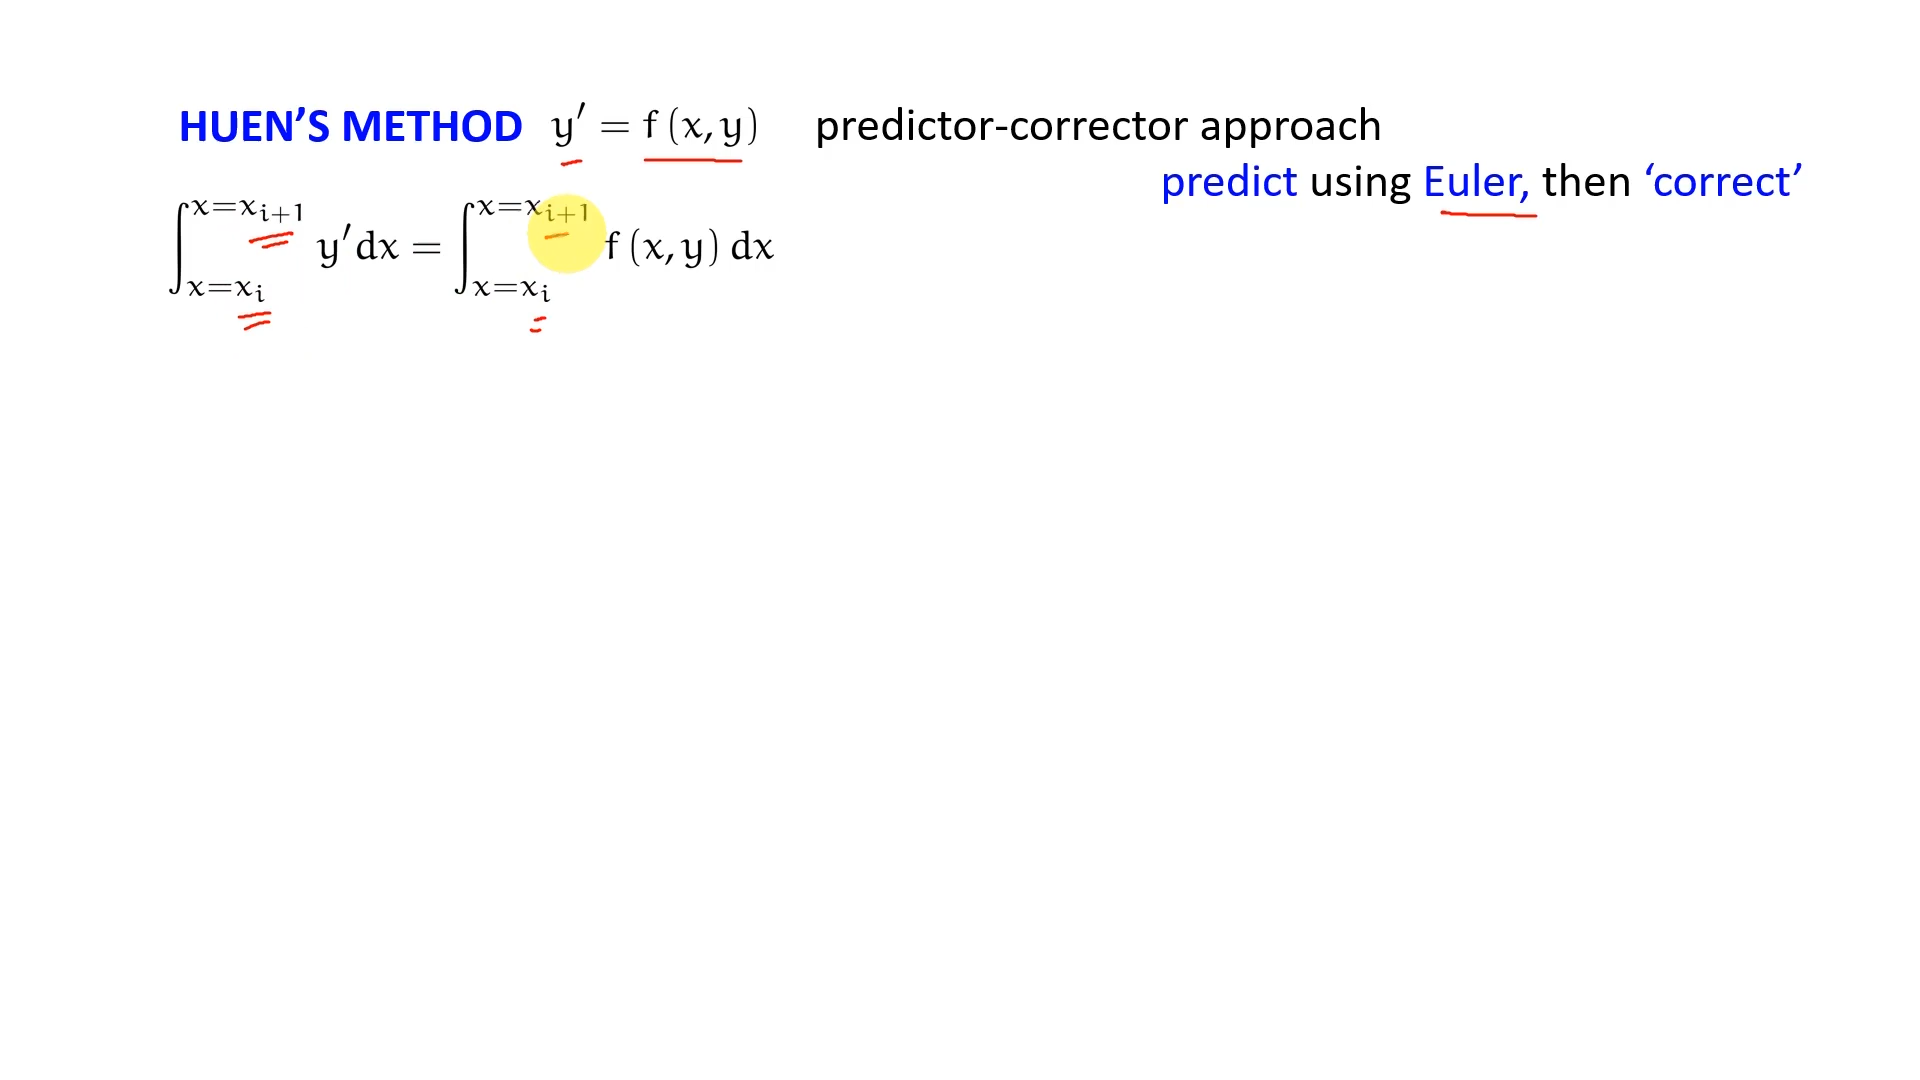 HUEN’S METHOD y′ = f (x, y) predictor-corrector approach
predict using Euler, then ‘correct’
∫_{x=x_i}^{x=x_{i+1}} y′dx = ∫_{x=x_i}^{x=x_{i+1}} f (x, y) dx